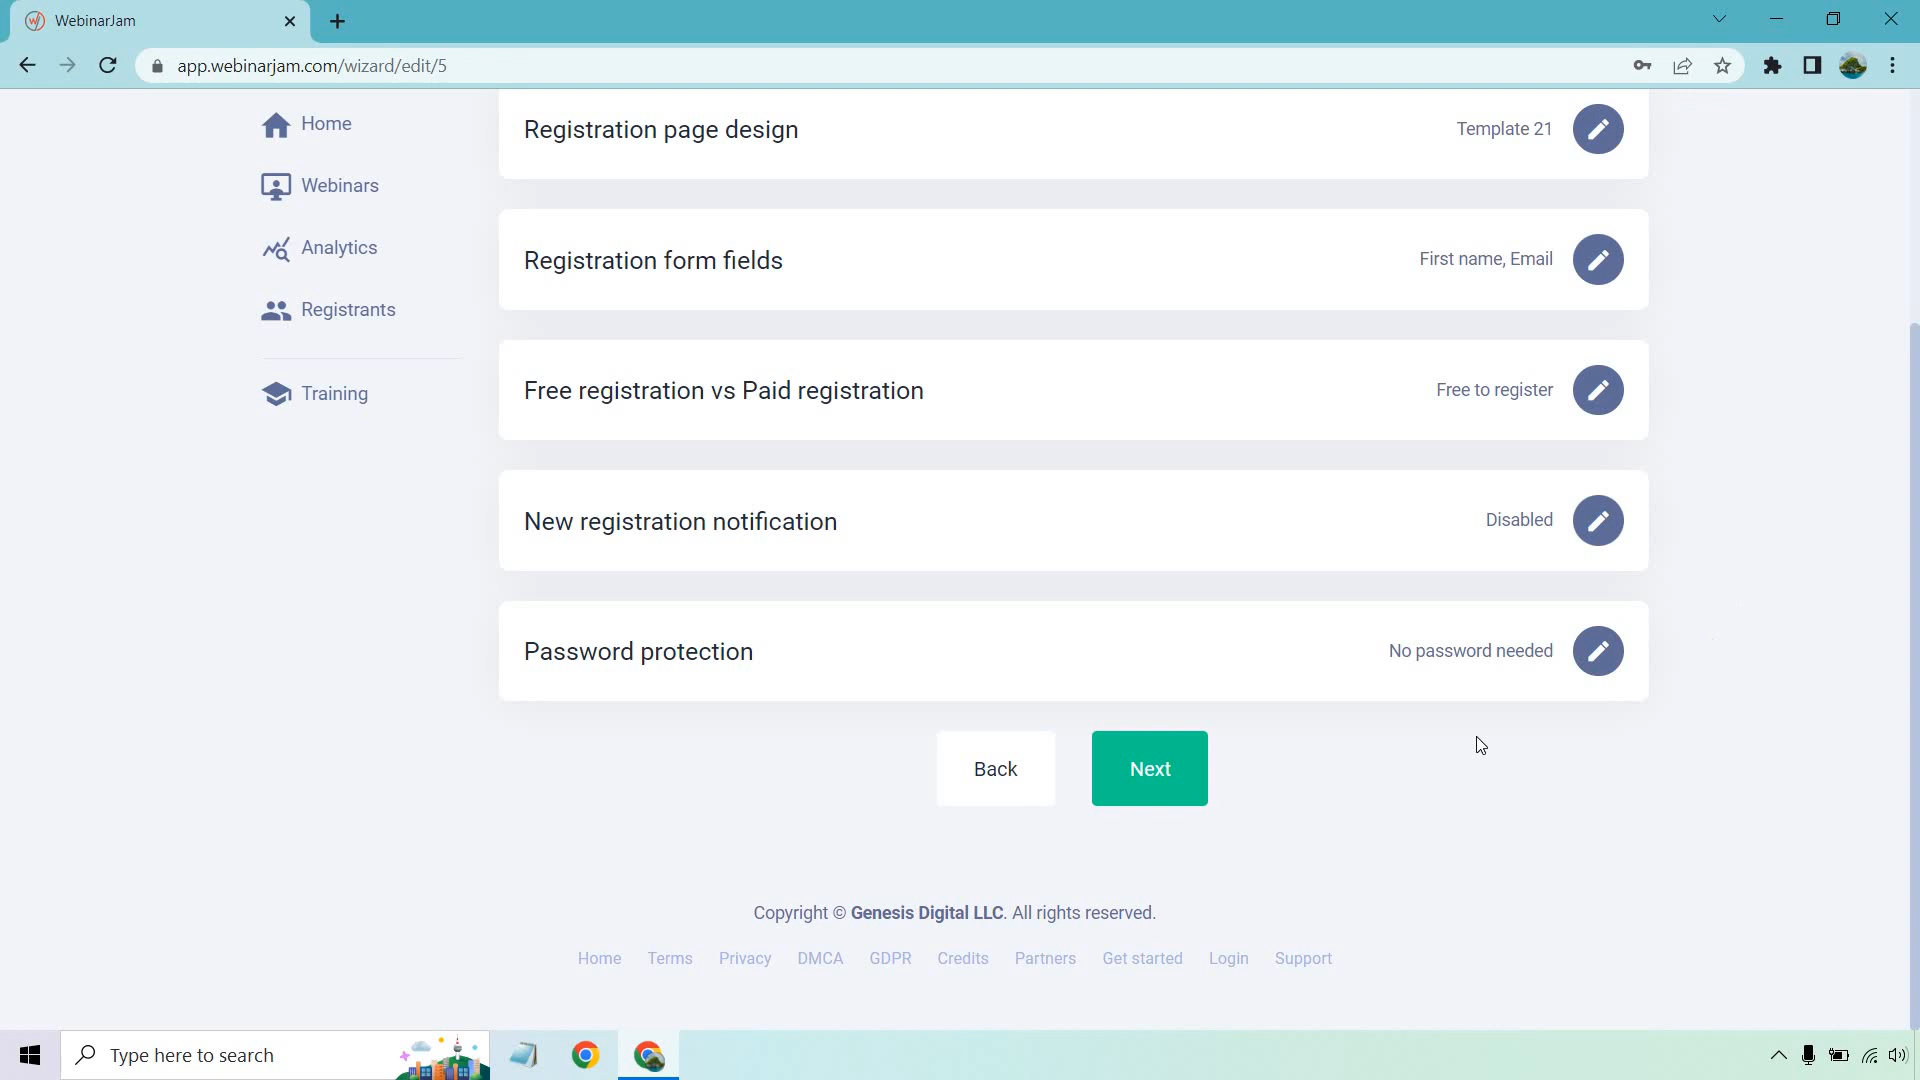 WebinarJam
app.webinarjam.com/wizard/edit/5
Home
Webinars
Analytics
Registrants
Training
Registration page design
Template 21
Registration form fields
First name, Email
Free registration vs Paid registration
Free to register
New registration notification
Disabled
Password protection
No password needed
Back
Next
Copyright © Genesis Digital LLC. All rights reserved.
Home Terms Privacy DMCA GDPR Credits Partners Get started Login Support
Type here to search